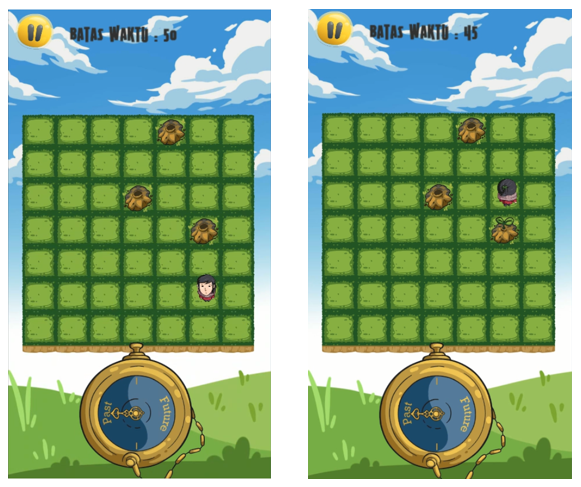 BATAS WAKTU : 50
Past
Future
BATAS WAKTU : 45
Past
Future